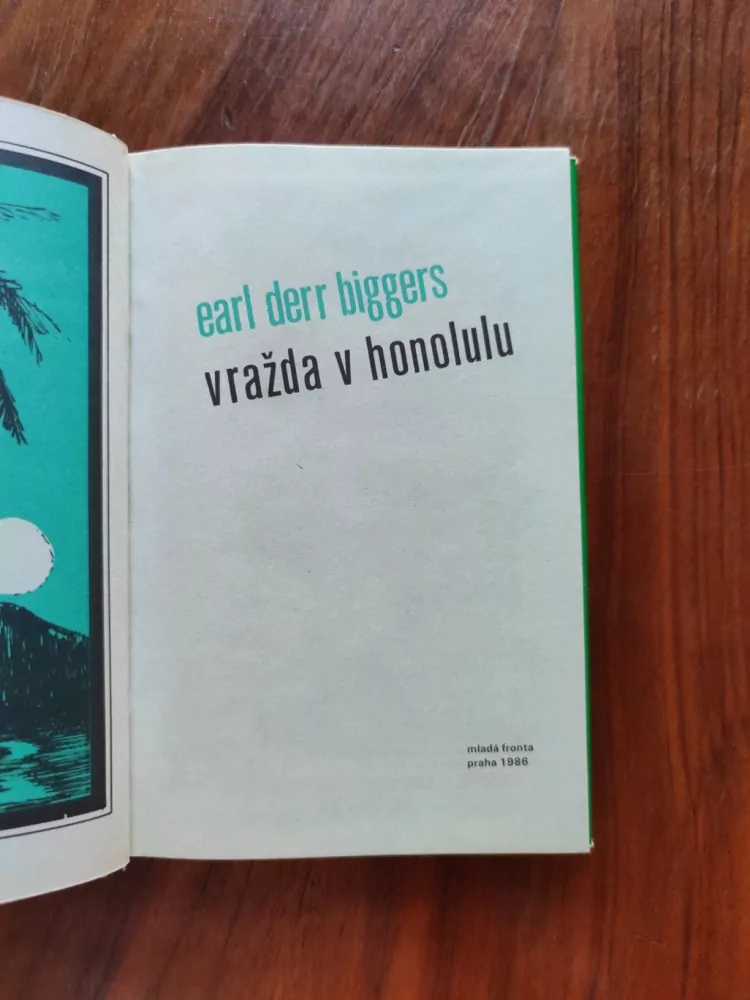 earl derr biggers
vražda v honolulu
mladá fronta
praha 1986